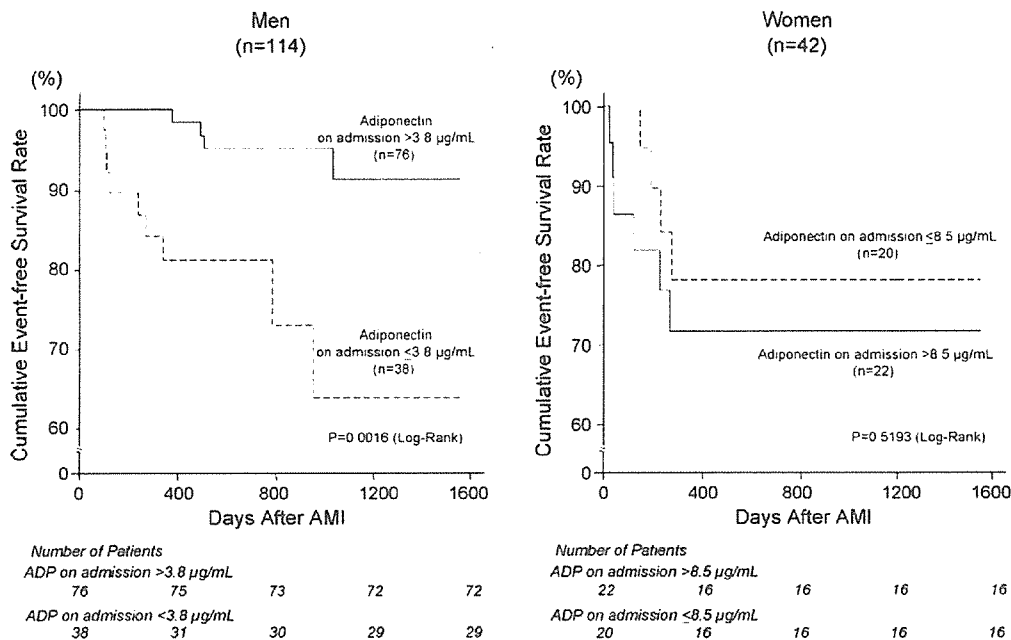 Men
(n=114)
(%)
100
90
80
70
60
0
Cumulative Event-free Survival Rate
Adiponectin
on admission >3 8 µg/mL
(n=76)
Adiponectin
on admission ≤3 8 µg/mL
(n=38)
P=0 0016 (Log-Rank)
0 400 800 1200 1600
Days After AMI
Number of Patients
ADP on admission >3.8 µg/mL
76 75 73 72 72
ADP on admission <3.8 µg/mL
38 31 30 29 29
Women
(n=42)
(%)
100
90
80
70
60
0
Cumulative Event-free Survival Rate
Adiponectin on admission ≤8 5 µg/mL
(n=20)
Adiponectin on admission >8 5 µg/mL
(n=22)
P=0 5193 (Log-Rank)
0 400 800 1200 1600
Days After AMI
Number of Patients
ADP on admission >8.5 µg/mL
22 16 16 16 16
ADP on admission ≤8.5 µg/mL
20 16 16 16 16